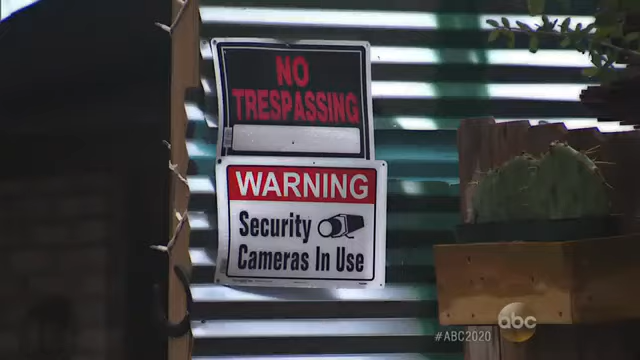 NO
TRESPASSING
WARNING
Security
Cameras In Use
abc
#ABC2020